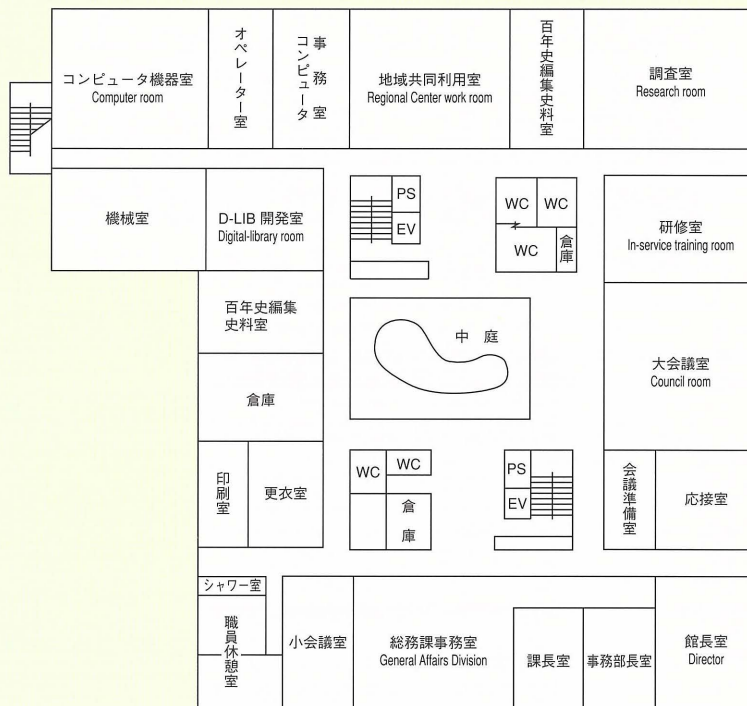 コンピュータ機器室
Computer room
オペレーター室
事務室
コンピュータ
地域共同利用室
Regional Center work room
百年史編集史料室
調査室
Research room
機械室
D-LIB 開発室
Digital-library room
PS
EV
WC
WC
WC
倉庫
研修室
In-service training room
百年史編集
史料室
中庭
大会議室
Council room
倉庫
印刷室
更衣室
WC
WC
倉庫
PS
EV
会議準備室
応接室
シャワー室
職員休憩室
小会議室
総務課事務室
General Affairs Division
課長室
事務部長室
館長室
Director